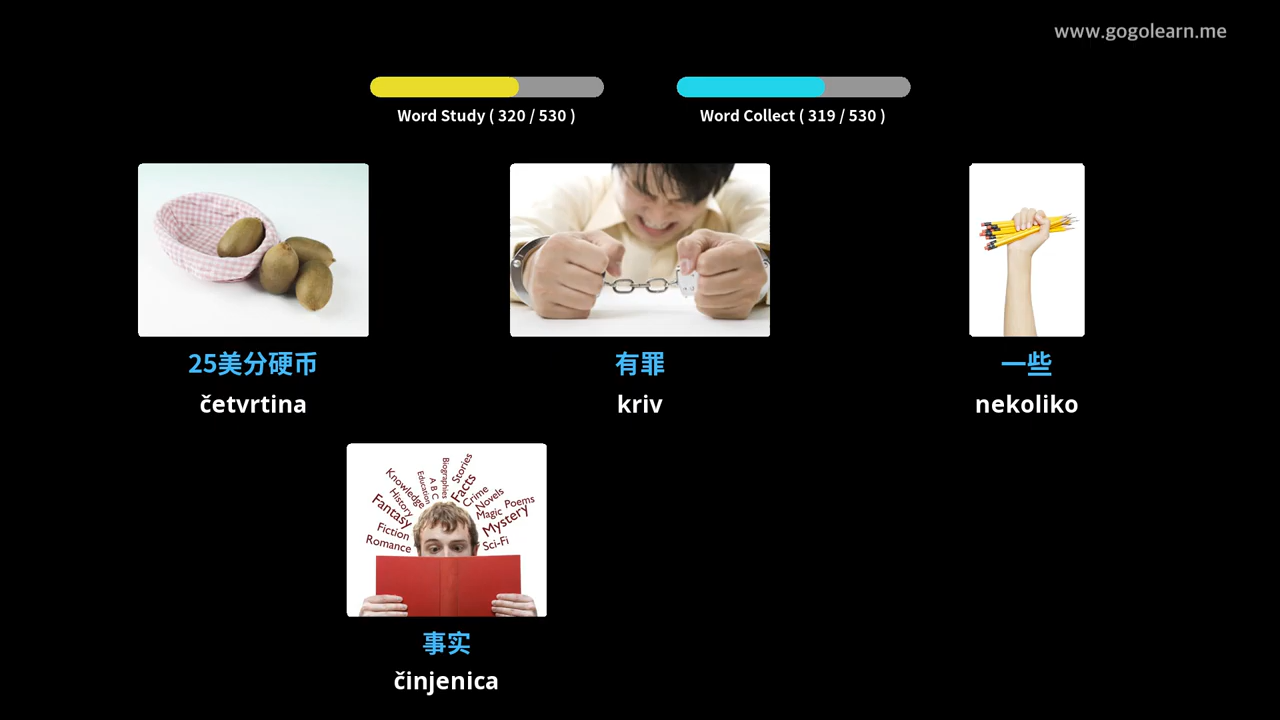 www.gogolearn.me
Word Study ( 320 / 530 )
Word Collect ( 319 / 530 )
25美分硬币
četvrtina
有罪
kriv
一些
nekoliko
Biographies
Stories
Knowledge
Education
A B C
Facts
Crime
History
Novels
Fantasy
Magic
Poems
Mystery
Fiction
Romance
Sci-Fi
事实
činjenica